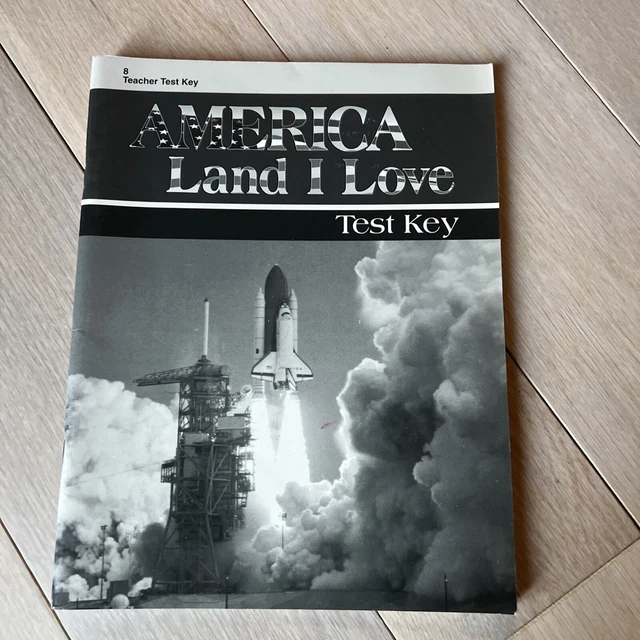 8
Teacher Test Key
AMERICA
Land I Love
Test Key